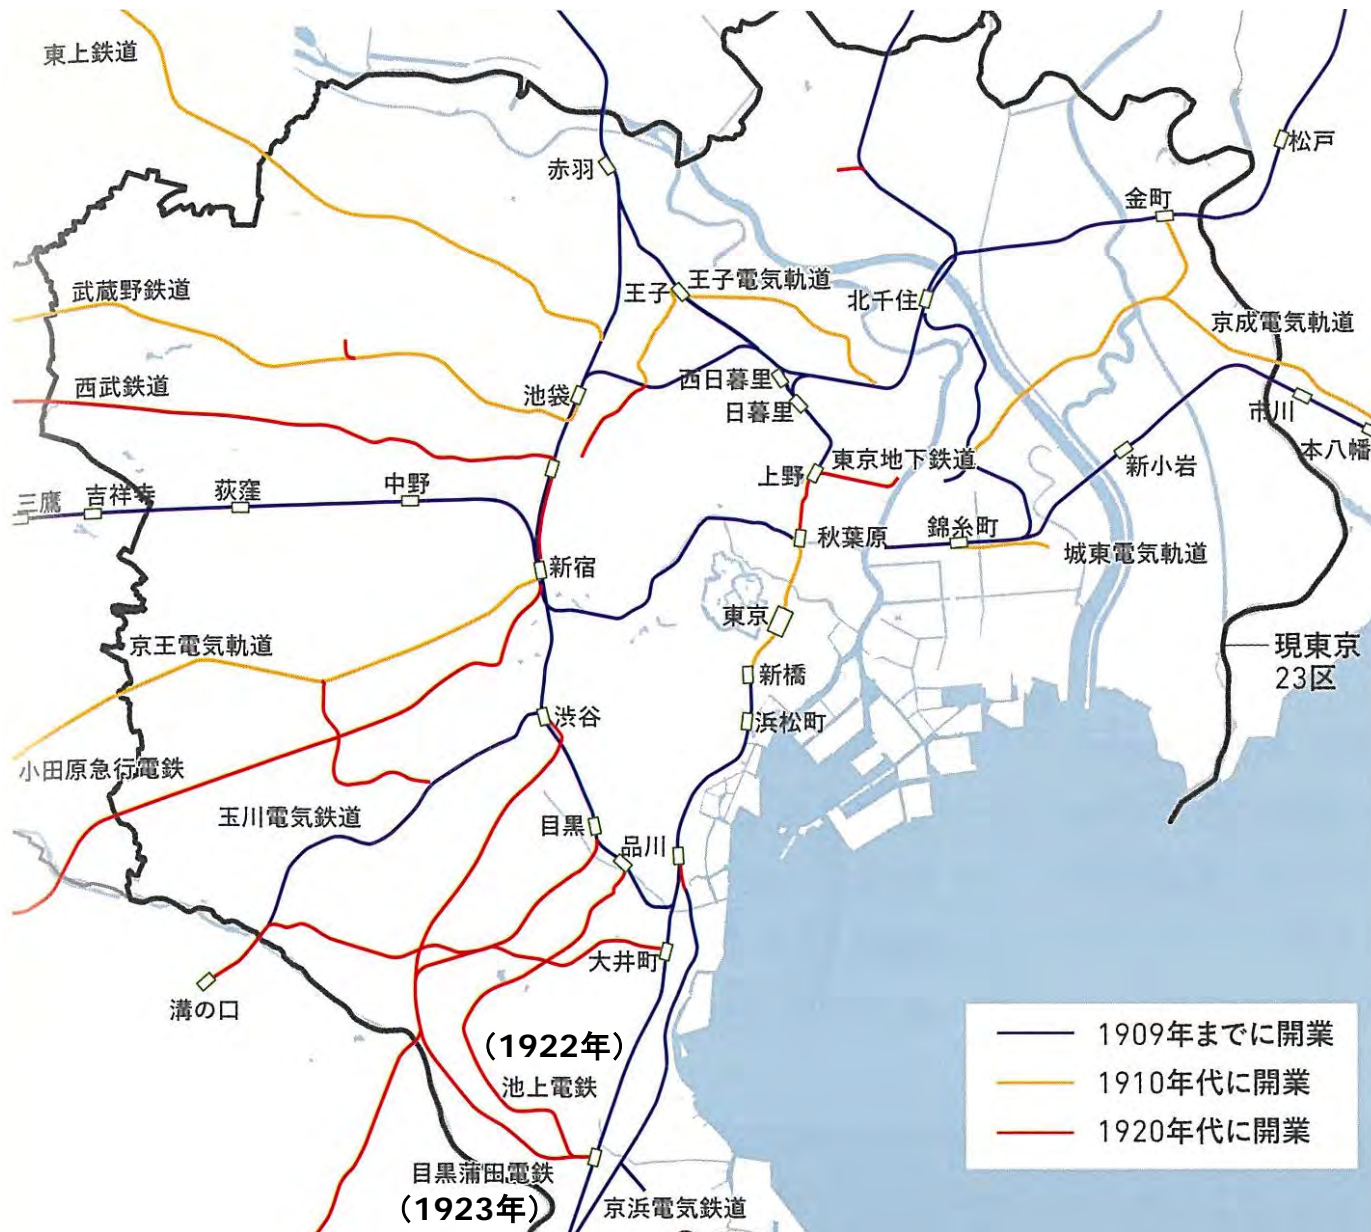 東上鉄道
松戸
赤羽
金町
王子電気軌道
武蔵野鉄道
王子
北千住
京成電気軌道
西武鉄道
池袋
西日暮里
日暮里
市川
本八幡
上野
東京地下鉄道
新小岩
三鷹
吉祥寺
荻窪
中野
秋葉原
錦糸町
城東電気軌道
新宿
東京
京王電気軌道
現東京
23区
新橋
渋谷
浜松町
小田原急行電鉄
玉川電気鉄道
目黒
品川
大井町
溝の口
(1922年)
池上電鉄
目黒蒲田電鉄
(1923年)
京浜電気鉄道
1909年までに開業
1910年代に開業
1920年代に開業